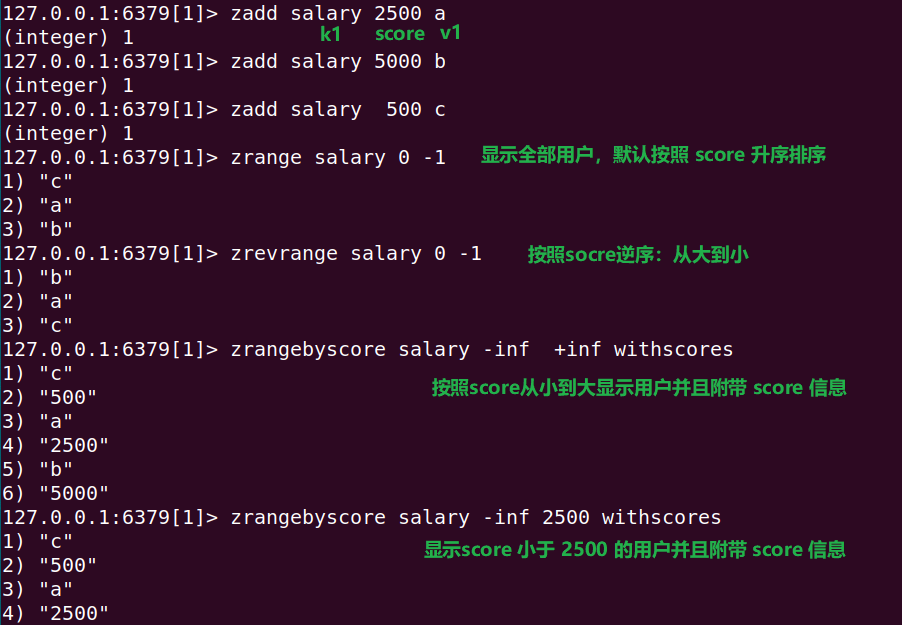 127.0.0.1:6379[1]> zadd salary 2500 a
(integer) 1 k1 score v1
127.0.0.1:6379[1]> zadd salary 5000 b
(integer) 1
127.0.0.1:6379[1]> zadd salary  500 c
(integer) 1
127.0.0.1:6379[1]> zrange salary 0 -1 显示全部用户，默认按照 score 升序排序
1) "c"
2) "a"
3) "b"
127.0.0.1:6379[1]> zrevrange salary 0 -1 按照socre逆序：从大到小
1) "b"
2) "a"
3) "c"
127.0.0.1:6379[1]> zrangebyscore salary -inf  +inf withscores
1) "c"
按照score从小到大显示用户并且附带 score 信息
2) "500"
3) "a"
4) "2500"
5) "b"
6) "5000"
127.0.0.1:6379[1]> zrangebyscore salary -inf 2500 withscores
1) "c"
显示score 小于 2500 的用户并且附带 score 信息
2) "500"
3) "a"
4) "2500"